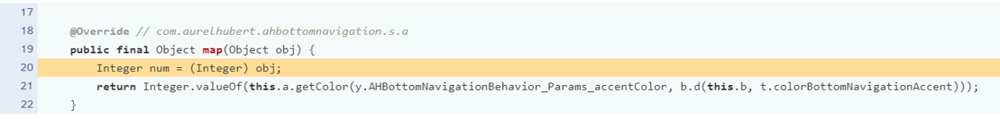 17
18 @Override // com.aurelhubert.ahbottomnavigation.s.a
19 public final Object map(Object obj) {
20 Integer num = (Integer) obj;
21 return Integer.valueOf(this.a.getColor(y.AHBottomNavigationBehavior_Params_accentColor, b.d(this.b, t.colorBottomNavigationAccent)));
22 }